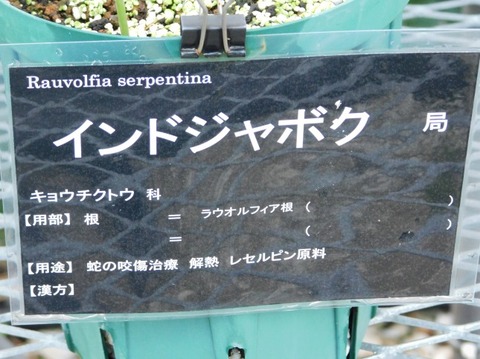 Rauvolfia serpentina
インドジャボク 局
キョウチクトウ 科
【用部】 根 = ラウオルフィア根 ( )
= ( )
【用途】 蛇の咬傷治療 解熱 レセルピン原料
【漢方】